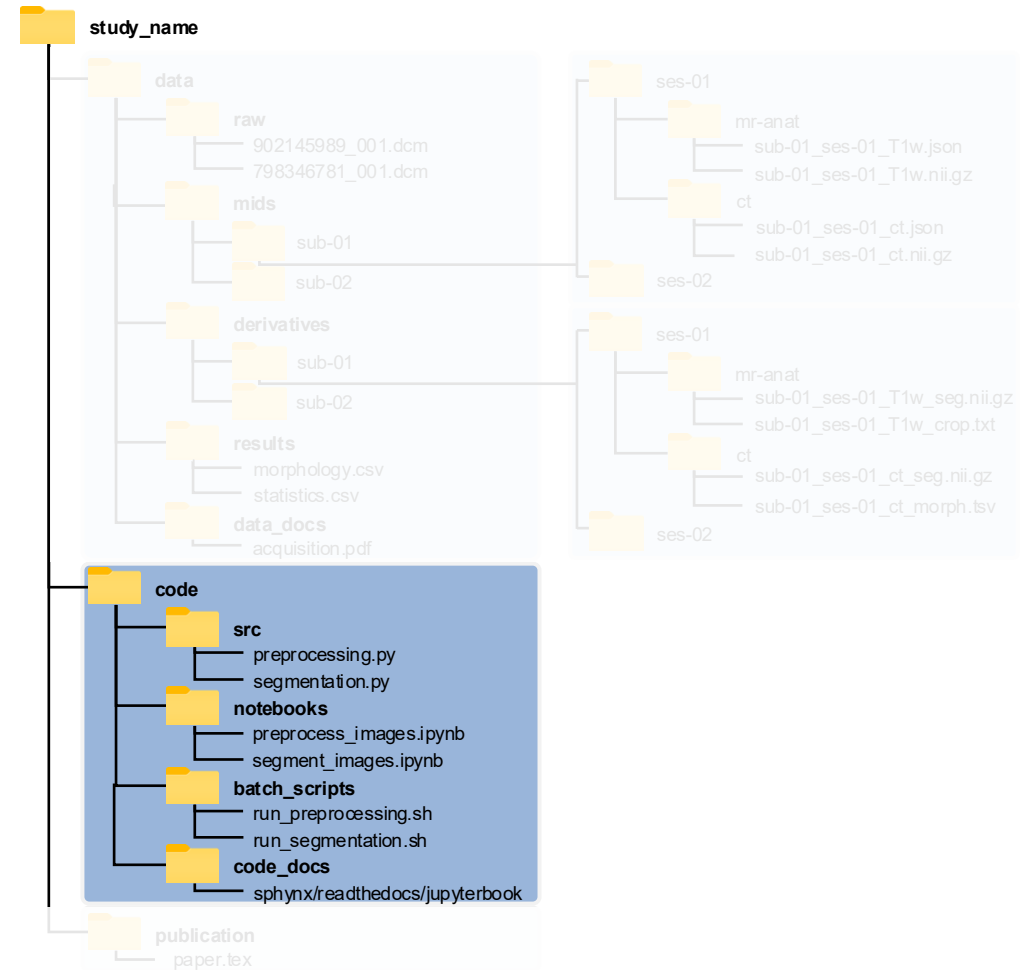 study_name
data
raw
902145989_001.dcm
798346781_001.dcm
mids
sub-01
sub-02
derivatives
sub-01
sub-02
results
morphology.csv
statistics.csv
data_docs
acquisition.pdf
ses-01
mr-anat
sub-01_ses-01_T1w.json
sub-01_ses-01_T1w.nii.gz
ct
sub-01_ses-01_ct.json
sub-01_ses-01_ct.nii.gz
ses-02
ses-01
mr-anat
sub-01_ses-01_T1w_seg.nii.gz
sub-01_ses-01_T1w_crop.txt
ct
sub-01_ses-01_ct_seg.nii.gz
sub-01_ses-01_ct_morph.tsv
ses-02
code
src
preprocessing.py
segmentation.py
notebooks
preprocess_images.ipynb
segment_images.ipynb
batch_scripts
run_preprocessing.sh
run_segmentation.sh
code_docs
sphynx/readthedocs/jupyterbook
publication
paper.tex